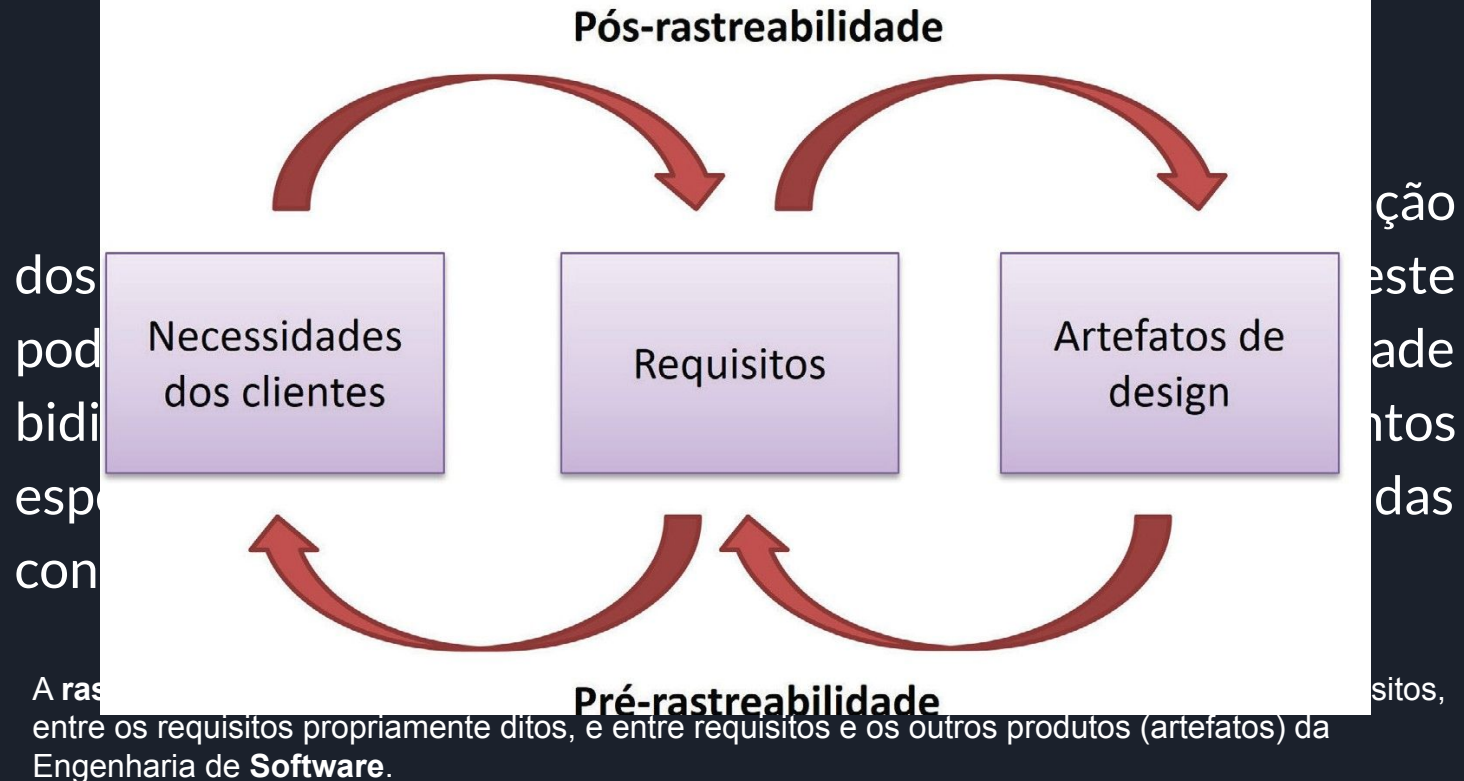 Pós-rastreabilidade
ção
dos este
pod ade
bidi ntos
esp das
con
Necessidades
dos clientes
Requisitos
Artefatos de
design
Pré-rastreabilidade
A ras sitos,
entre os requisitos propriamente ditos, e entre requisitos e os outros produtos (artefatos) da
Engenharia de Software.